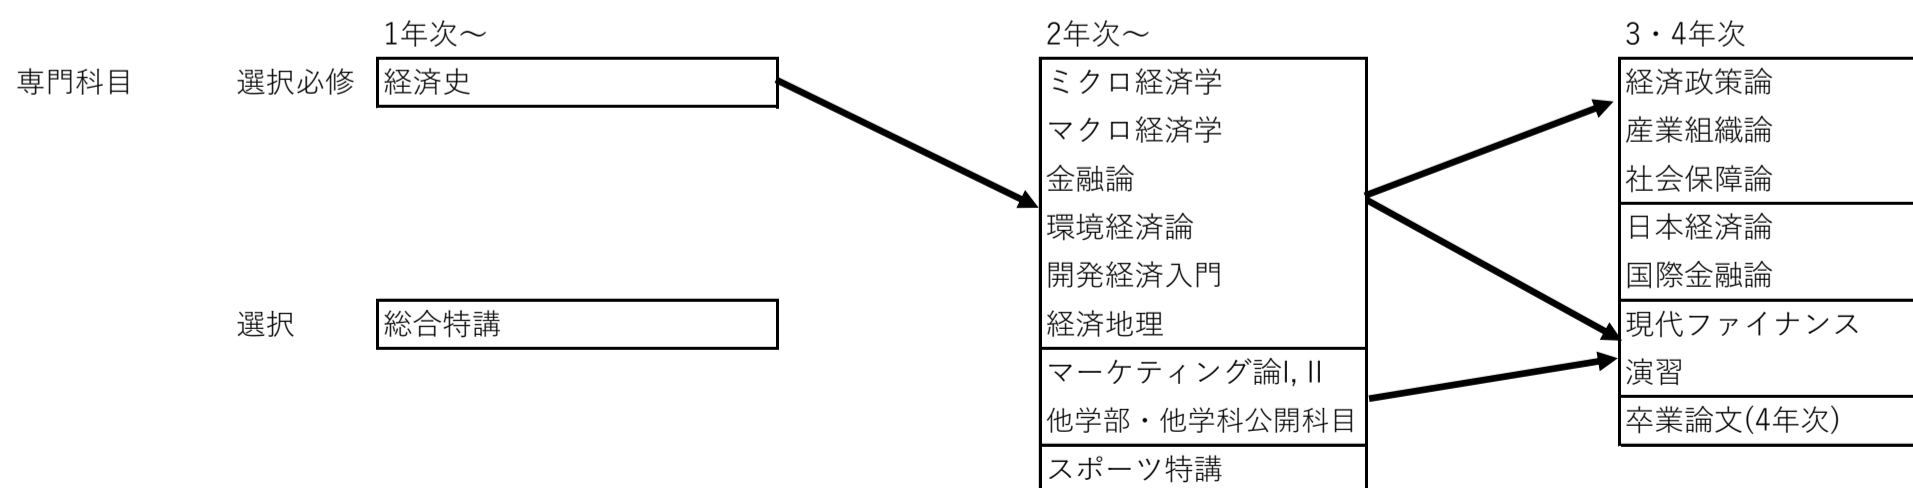 1年次～
2年次～
3・4年次
専門科目
選択必修
経済史
選択
総合特講
ミクロ経済学
マクロ経済学
金融論
環境経済論
開発経済入門
経済地理
マーケティング論I, II
他学部・他学科公開科目
スポーツ特講
経済政策論
産業組織論
社会保障論
日本経済論
国際金融論
現代ファイナンス
演習
卒業論文(4年次)